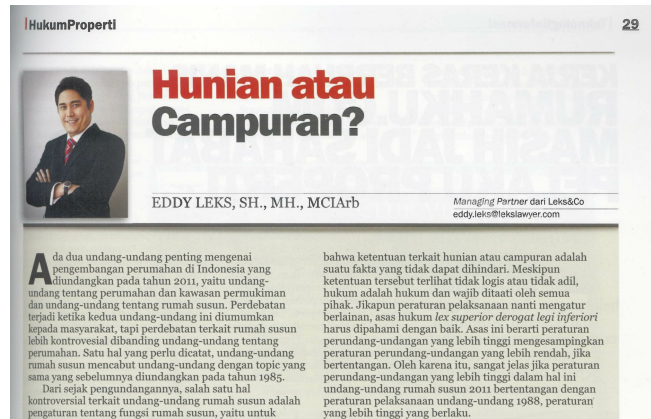 HukumProperti
29
Hunian atau
Campuran?
EDDY LEKS, SH., MH., MCIArb
Managing Partner dari Leks&Co
eddy.leks@lekslawyer.com
Ada dua undang-undang penting mengenai
pengembangan perumahan di Indonesia yang
diundangkan pada tahun 2011, yaitu undang-
undang tentang perumahan dan kawasan permukiman
dan undang-undang tentang rumah susun. Perdebatan
terjadi ketika kedua undang-undang ini diumumkan
kepada masyarakat, tapi perdebatan terkait rumah susun
lebih kontrovesial dibanding undang-undang tentang
perumahan. Satu hal yang perlu dicatat, undang-undang
rumah susun mencabut undang-undang dengan topic yang
sama yang sebelumnya diundangkan pada tahun 1985.
Dari sejak pengundangannya, salah satu hal
kontroversial terkait undang-undang rumah susun adalah
pengaturan tentang fungsi rumah susun, yaitu untuk
bahwa ketentuan terkait hunian atau campuran adalah
suatu fakta yang tidak dapat dihindari. Meskipun
ketentuan tersebut terlihat tidak logis atau tidak adil,
hukum adalah hukum dan wajib ditaati oleh semua
pihak. Jikapun peraturan pelaksanaan nanti mengatur
berlainan, asas hukum lex superior derogat legi inferiori
harus dipahami dengan baik. Asas ini berarti peraturan
perundang-undangan yang lebih tinggi mengesampingkan
peraturan perundang-undangan yang lebih rendah, jika
bertentangan. Oleh karena itu, sangat jelas jika peraturan
perundang-undangan yang lebih tinggi dalam hal ini
undang-undang rumah susun 2011 bertentangan dengan
peraturan pelaksanaan undang-undang 1988, peraturan
yang lebih tinggi yang berlaku.